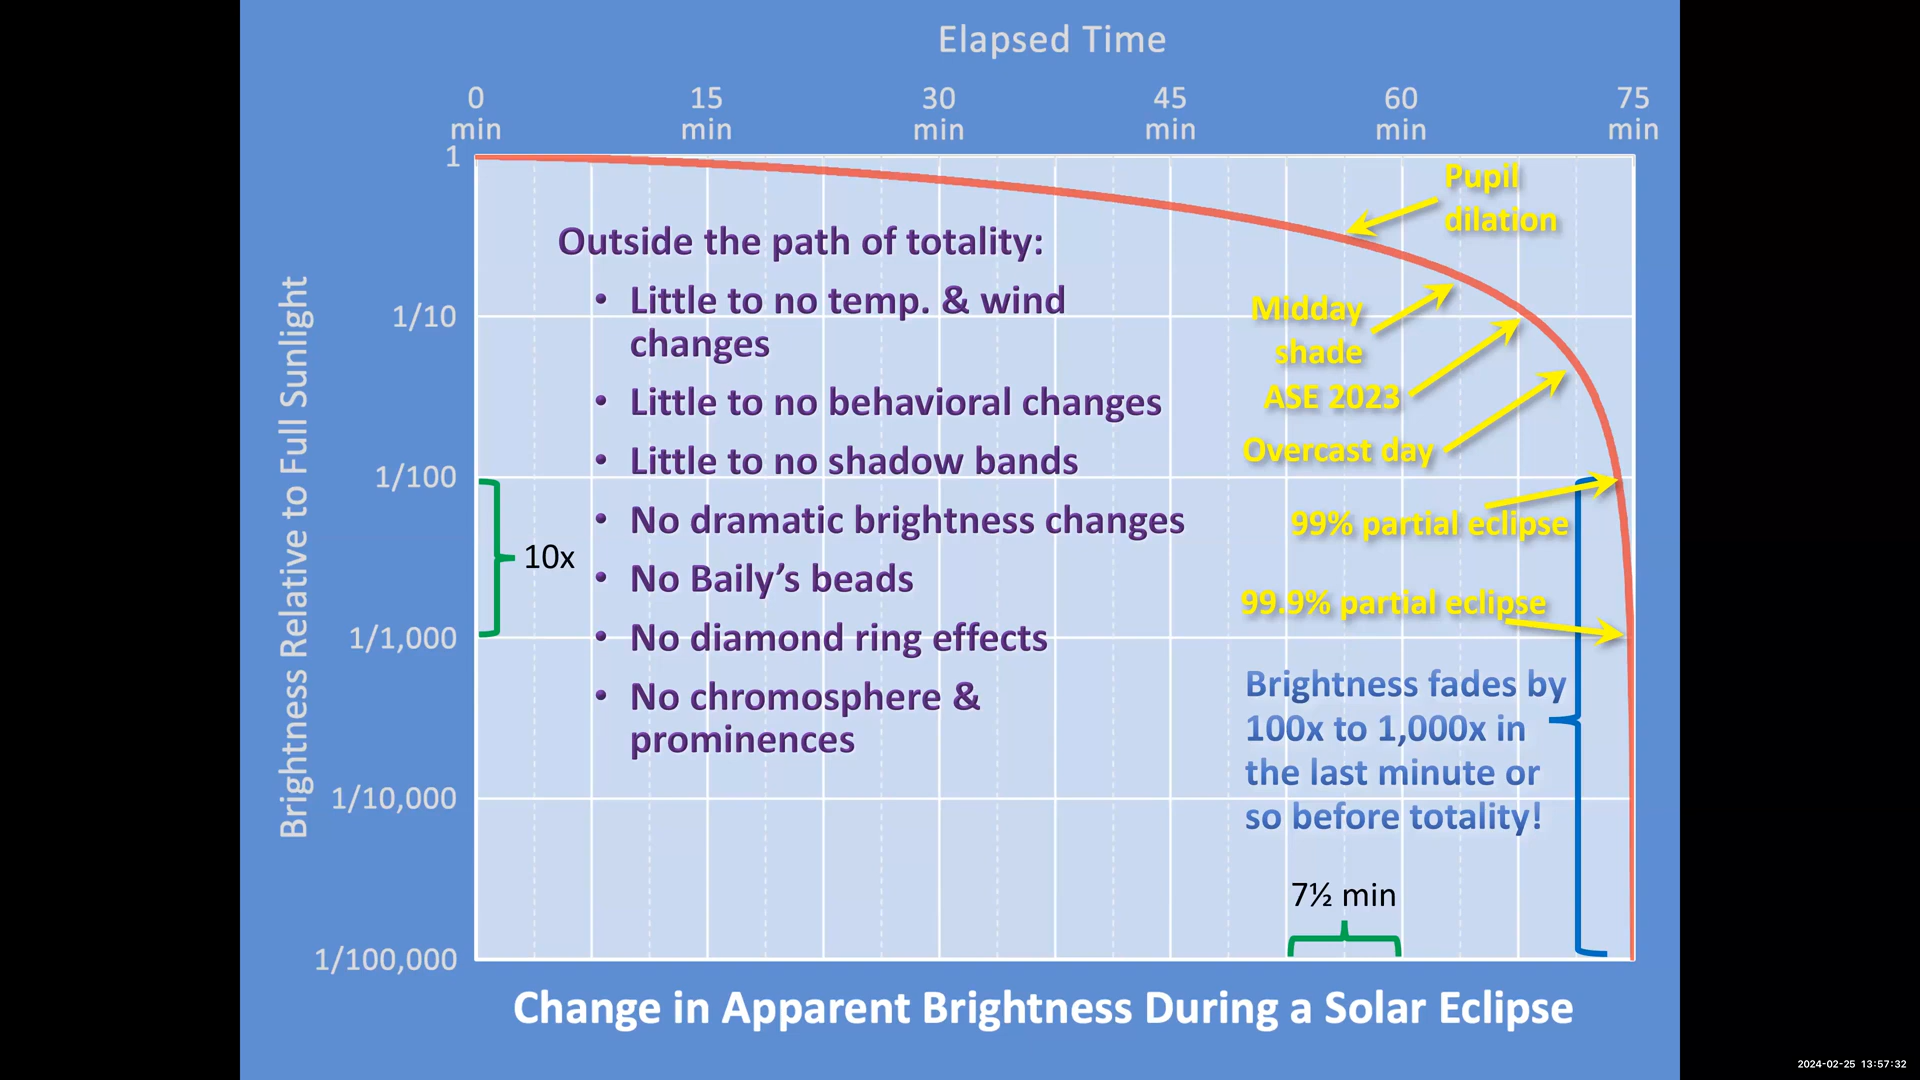 Elapsed Time
0 min
15 min
30 min
45 min
60 min
75 min
Brightness Relative to Full Sunlight
1
1/10
1/100
1/1,000
1/10,000
1/100,000
10x
Outside the path of totality:
• Little to no temp. & wind
changes
• Little to no behavioral changes
• Little to no shadow bands
• No dramatic brightness changes
• No Baily’s beads
• No diamond ring effects
• No chromosphere &
prominences
Pupil
dilation
Midday
shade
ASE 2023
Overcast day
99% partial eclipse
99.9% partial eclipse
Brightness fades by
100x to 1,000x in
the last minute or
so before totality!
7½ min
Change in Apparent Brightness During a Solar Eclipse
2024-02-25 13:57:32